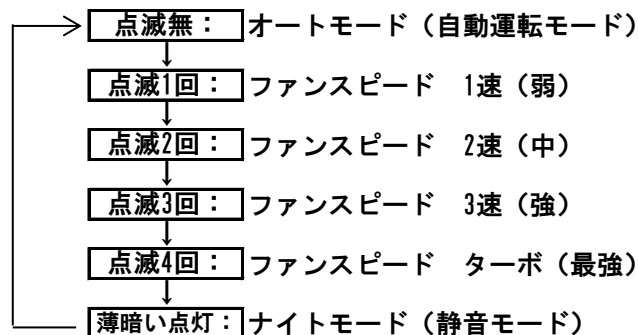 点滅無： オートモード（自動運転モード）
点滅1回： ファンスピード　1速（弱）
点滅2回： ファンスピード　2速（中）
点滅3回： ファンスピード　3速（強）
点滅4回： ファンスピード　ターボ（最強）
薄暗い点灯： ナイトモード（静音モード）